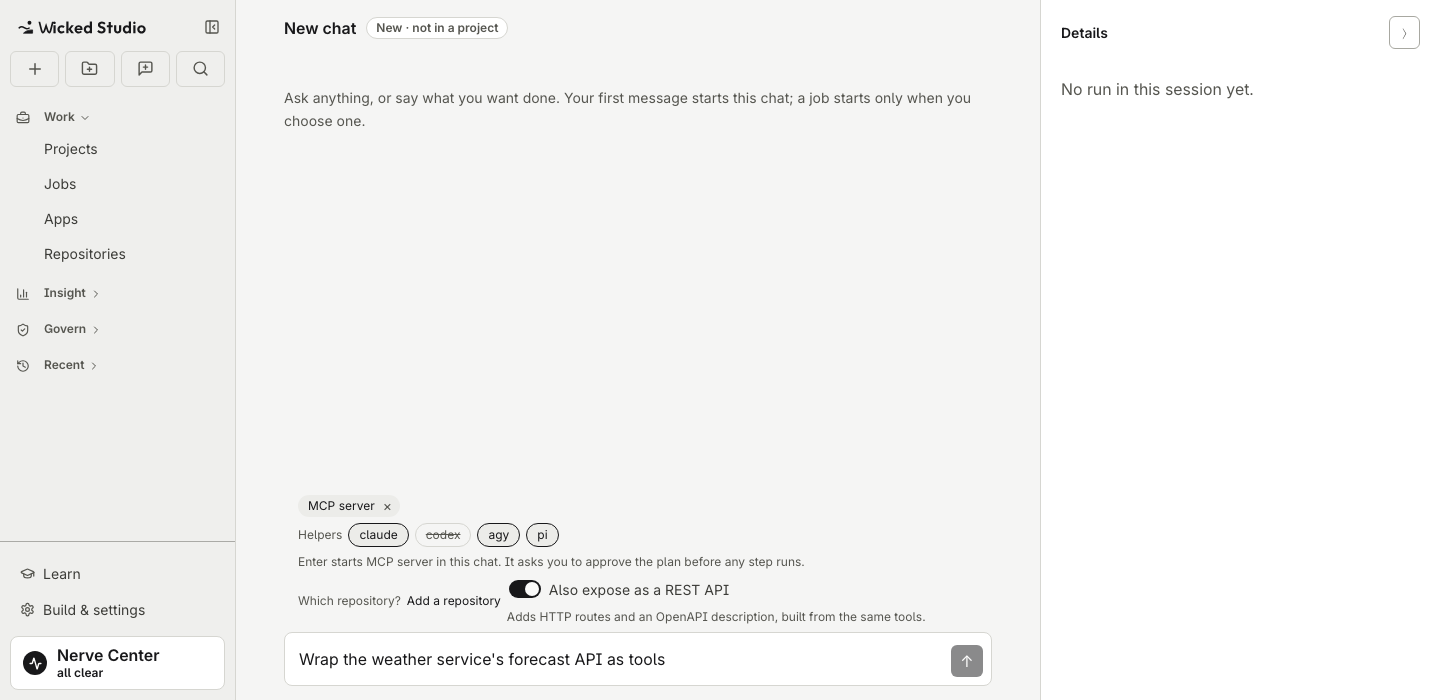 Wicked Studio
Work
Projects
Jobs
Apps
Repositories
Insight
Govern
Recent
Learn
Build & settings
Nerve Center
all clear
New chat
New · not in a project
Ask anything, or say what you want done. Your first message starts this chat; a job starts only when you
choose one.
MCP server ×
Helpers claude codex agy pi
Enter starts MCP server in this chat. It asks you to approve the plan before any step runs.
Which repository? Add a repository
Also expose as a REST API
Adds HTTP routes and an OpenAPI description, built from the same tools.
Wrap the weather service's forecast API as tools
Details
No run in this session yet.